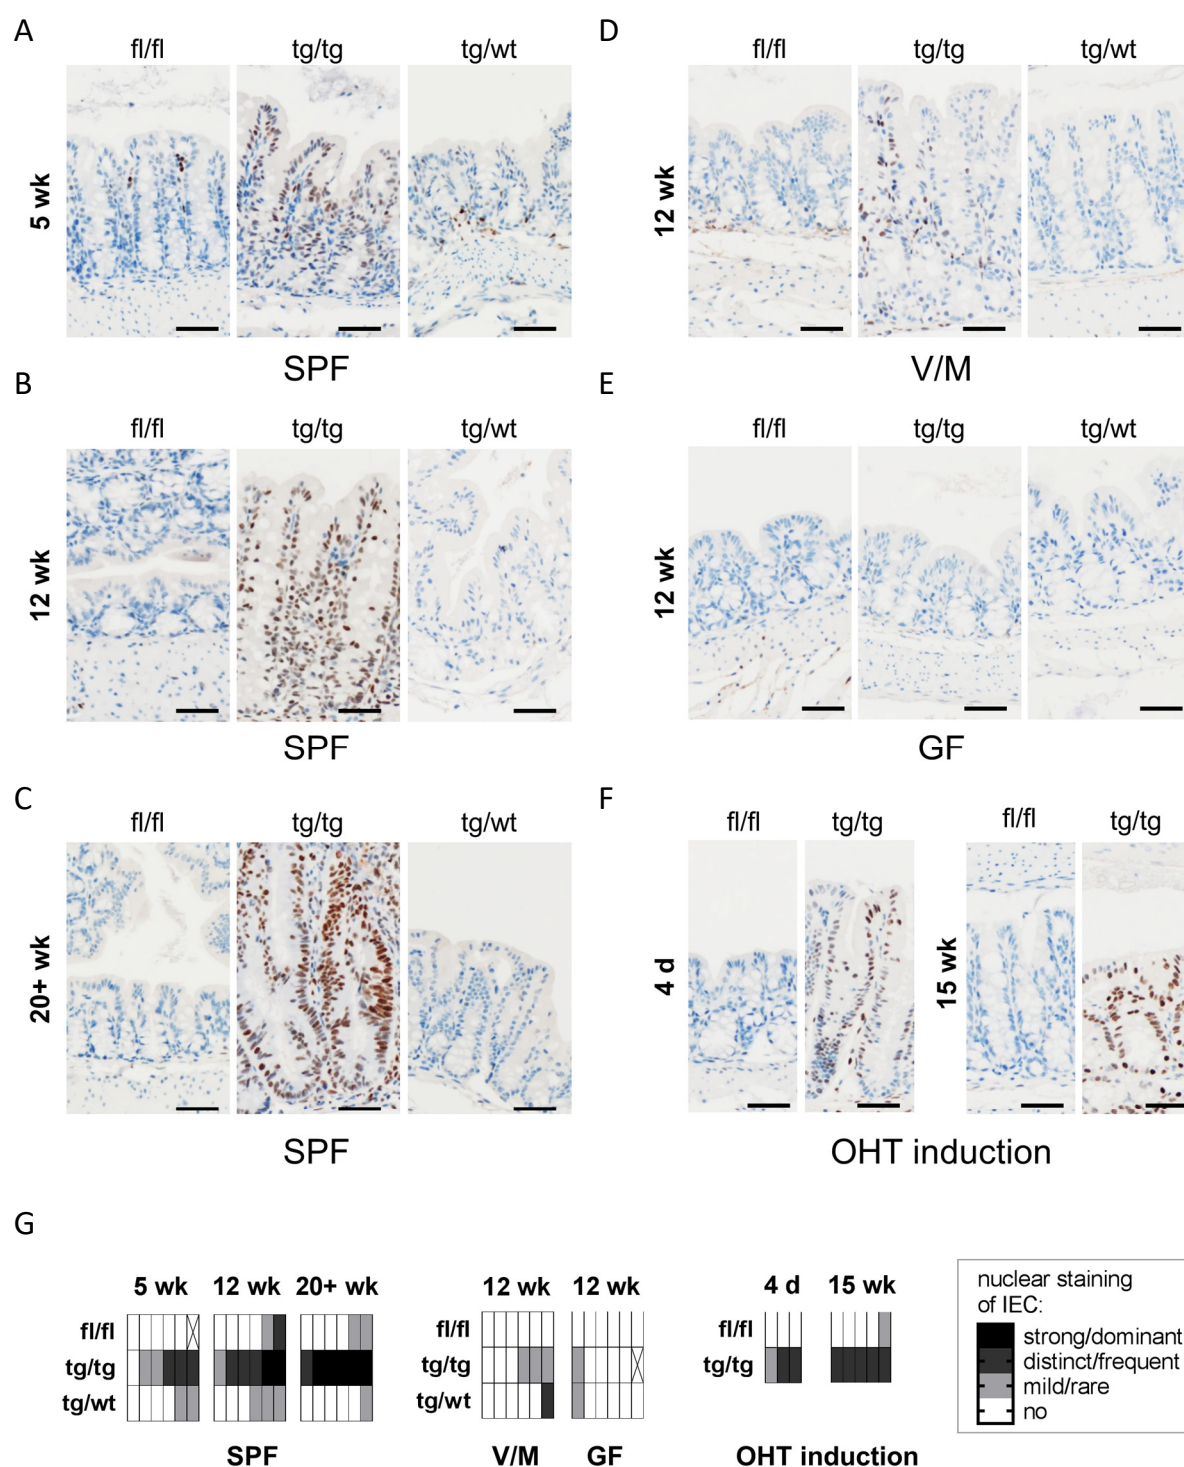 A
fl/fl tg/tg tg/wt
5 wk
SPF
B
fl/fl tg/tg tg/wt
12 wk
SPF
C
fl/fl tg/tg tg/wt
20+ wk
SPF
D
fl/fl tg/tg tg/wt
12 wk
V/M
E
fl/fl tg/tg tg/wt
12 wk
GF
F
fl/fl tg/tg fl/fl tg/tg
4 d 15 wk
OHT induction
G
5 wk 12 wk 20+ wk
fl/fl
tg/tg
tg/wt
SPF
12 wk 12 wk
fl/fl
tg/tg
tg/wt
V/M GF
4 d 15 wk
fl/fl
tg/tg
OHT induction
nuclear staining
of IEC:
strong/dominant
distinct/frequent
mild/rare
no